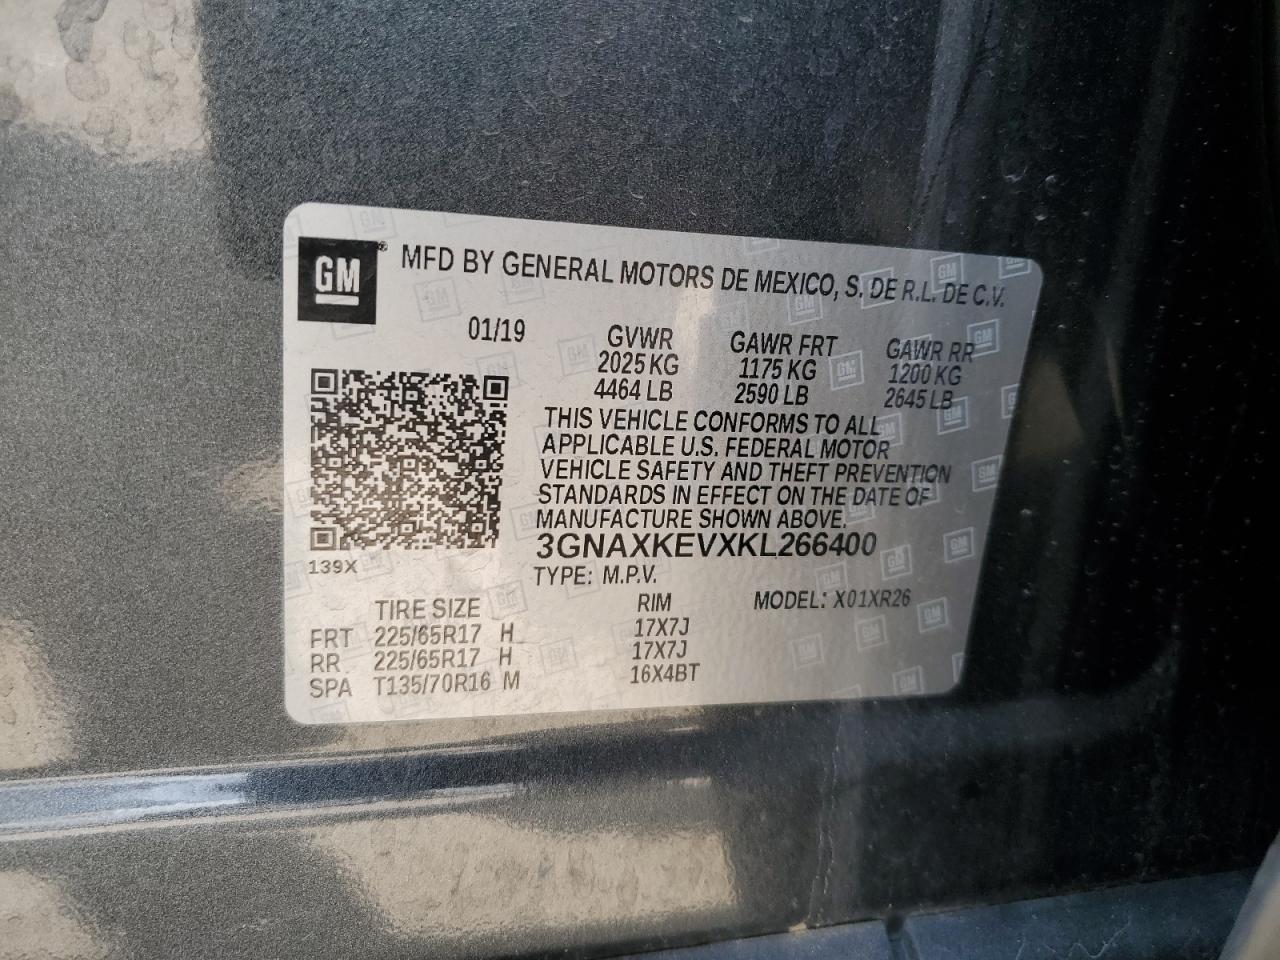 GM ® MFD BY GENERAL MOTORS DE MEXICO, S. DE R.L. DE C.V.
01/19 GVWR GAWR FRT GAWR RR
2025 KG 1175 KG 1200 KG
4464 LB 2590 LB 2645 LB
THIS VEHICLE CONFORMS TO ALL
APPLICABLE U.S. FEDERAL MOTOR
VEHICLE SAFETY AND THEFT PREVENTION
STANDARDS IN EFFECT ON THE DATE OF
MANUFACTURE SHOWN ABOVE.
3GNAXKEVXKL266400
139X
TYPE: M.P.V.
TIRE SIZE RIM MODEL: X01XR26
FRT 225/65R17 H 17X7J
RR 225/65R17 H 17X7J
SPA T135/70R16 M 16X4BT